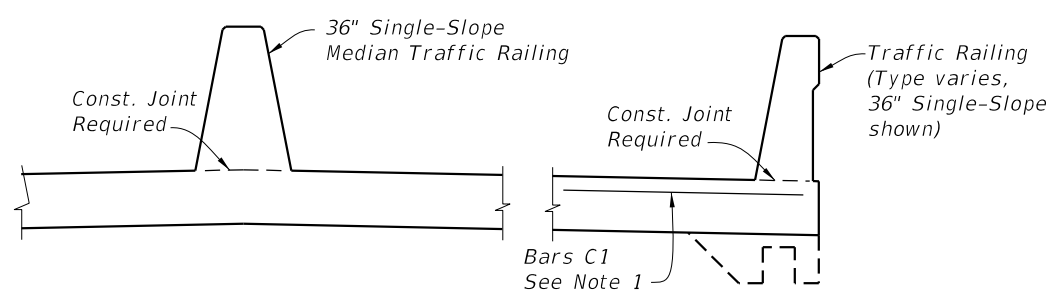 36" Single-Slope
Median Traffic Railing
Const. Joint
Required
Traffic Railing
(Type varies,
36" Single-Slope
shown)
Const. Joint
Required
Bars C1
See Note 1